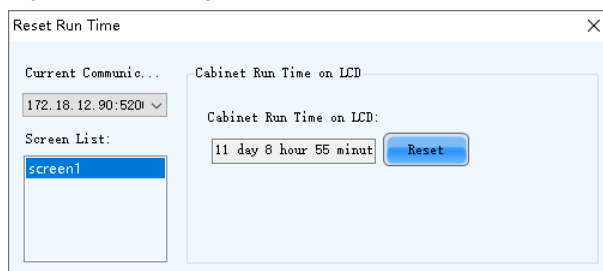 Reset Run Time
Current Communic...
172.18.12.90:520
Screen List:
screen1
Cabinet Run Time on LCD
Cabinet Run Time on LCD:
11 day 8 hour 55 minut
Reset